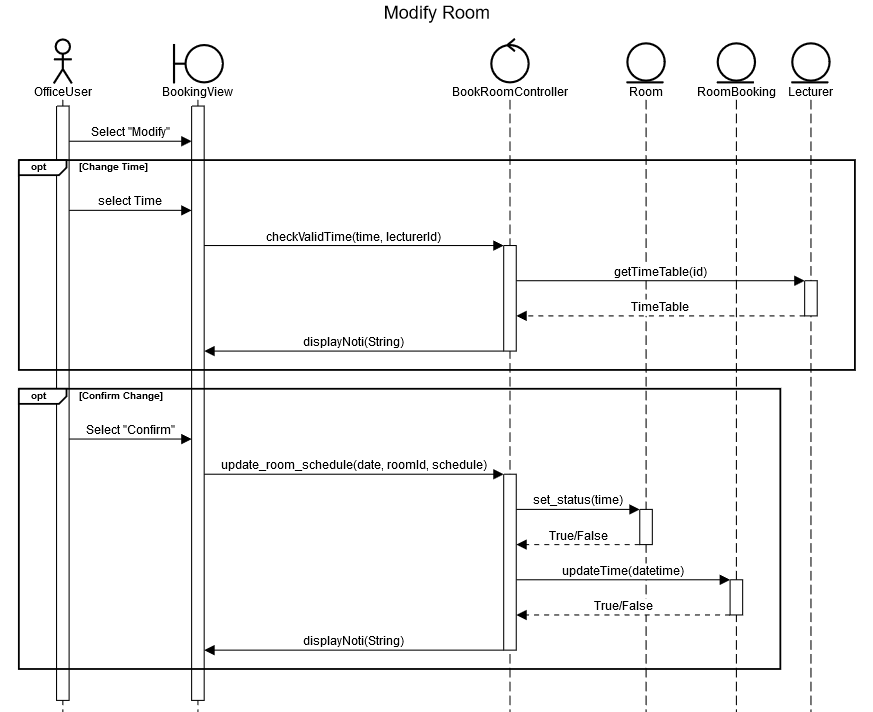 Modify Room
OfficeUser
BookingView
BookRoomController
Room
RoomBooking
Lecturer
Select "Modify"
opt
[Change Time]
select Time
checkValidTime(time, lecturerId)
getTimeTable(id)
TimeTable
displayNoti(String)
opt
[Confirm Change]
Select "Confirm"
update_room_schedule(date, roomId, schedule)
set_status(time)
True/False
updateTime(datetime)
True/False
displayNoti(String)